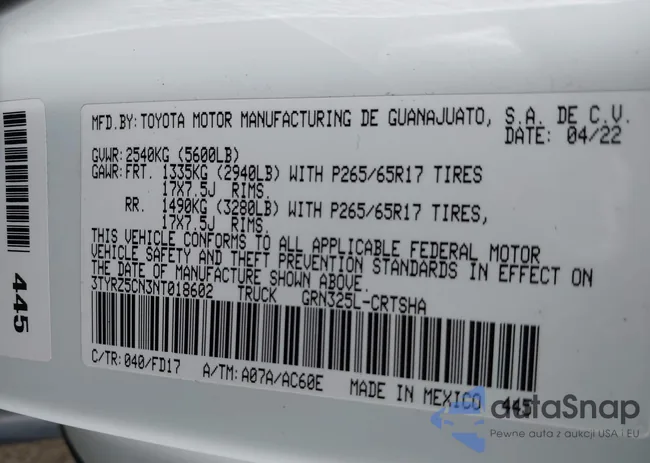 MFD.BY: TOYOTA MOTOR MANUFACTURING DE GUANAJUATO, S.A. DE C.V.
DATE: 04/22
GVWR: 2540KG (5600LB)
GAWR: FRT. 1335KG (2940LB) WITH P265/65R17 TIRES
17X7.5J RIMS.
RR. 1490KG (3280LB) WITH P265/65R17 TIRES,
17X7.5J RIMS.
THIS VEHICLE CONFORMS TO ALL APPLICABLE FEDERAL MOTOR
VEHICLE SAFETY AND THEFT PREVENTION STANDARDS IN EFFECT ON
THE DATE OF MANUFACTURE SHOWN ABOVE.
3TYRZ5CN3NT018602 TRUCK GRN325L-CRTSHA
C/TR: 040/FD17 A/TM: A07A/AC60E MADE IN MEXICO 445
445
autoSnap
Pewne auta z aukcji USA i EU